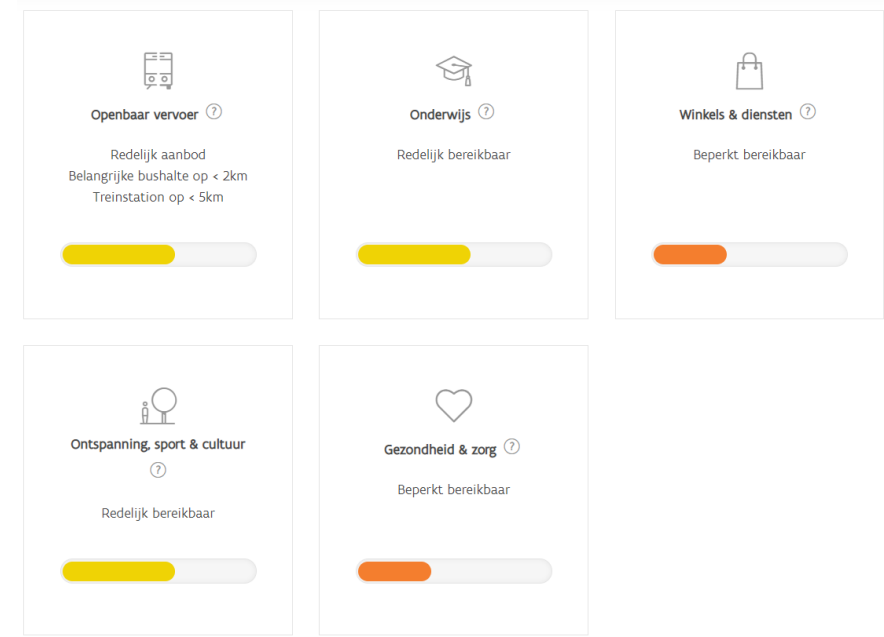 Openbaar vervoer ?
Redelijk aanbod
Belangrijke bushalte op < 2km
Treinstation op < 5km
Onderwijs ?
Redelijk bereikbaar
Winkels & diensten ?
Beperkt bereikbaar
Ontspanning, sport & cultuur
?
Redelijk bereikbaar
Gezondheid & zorg ?
Beperkt bereikbaar